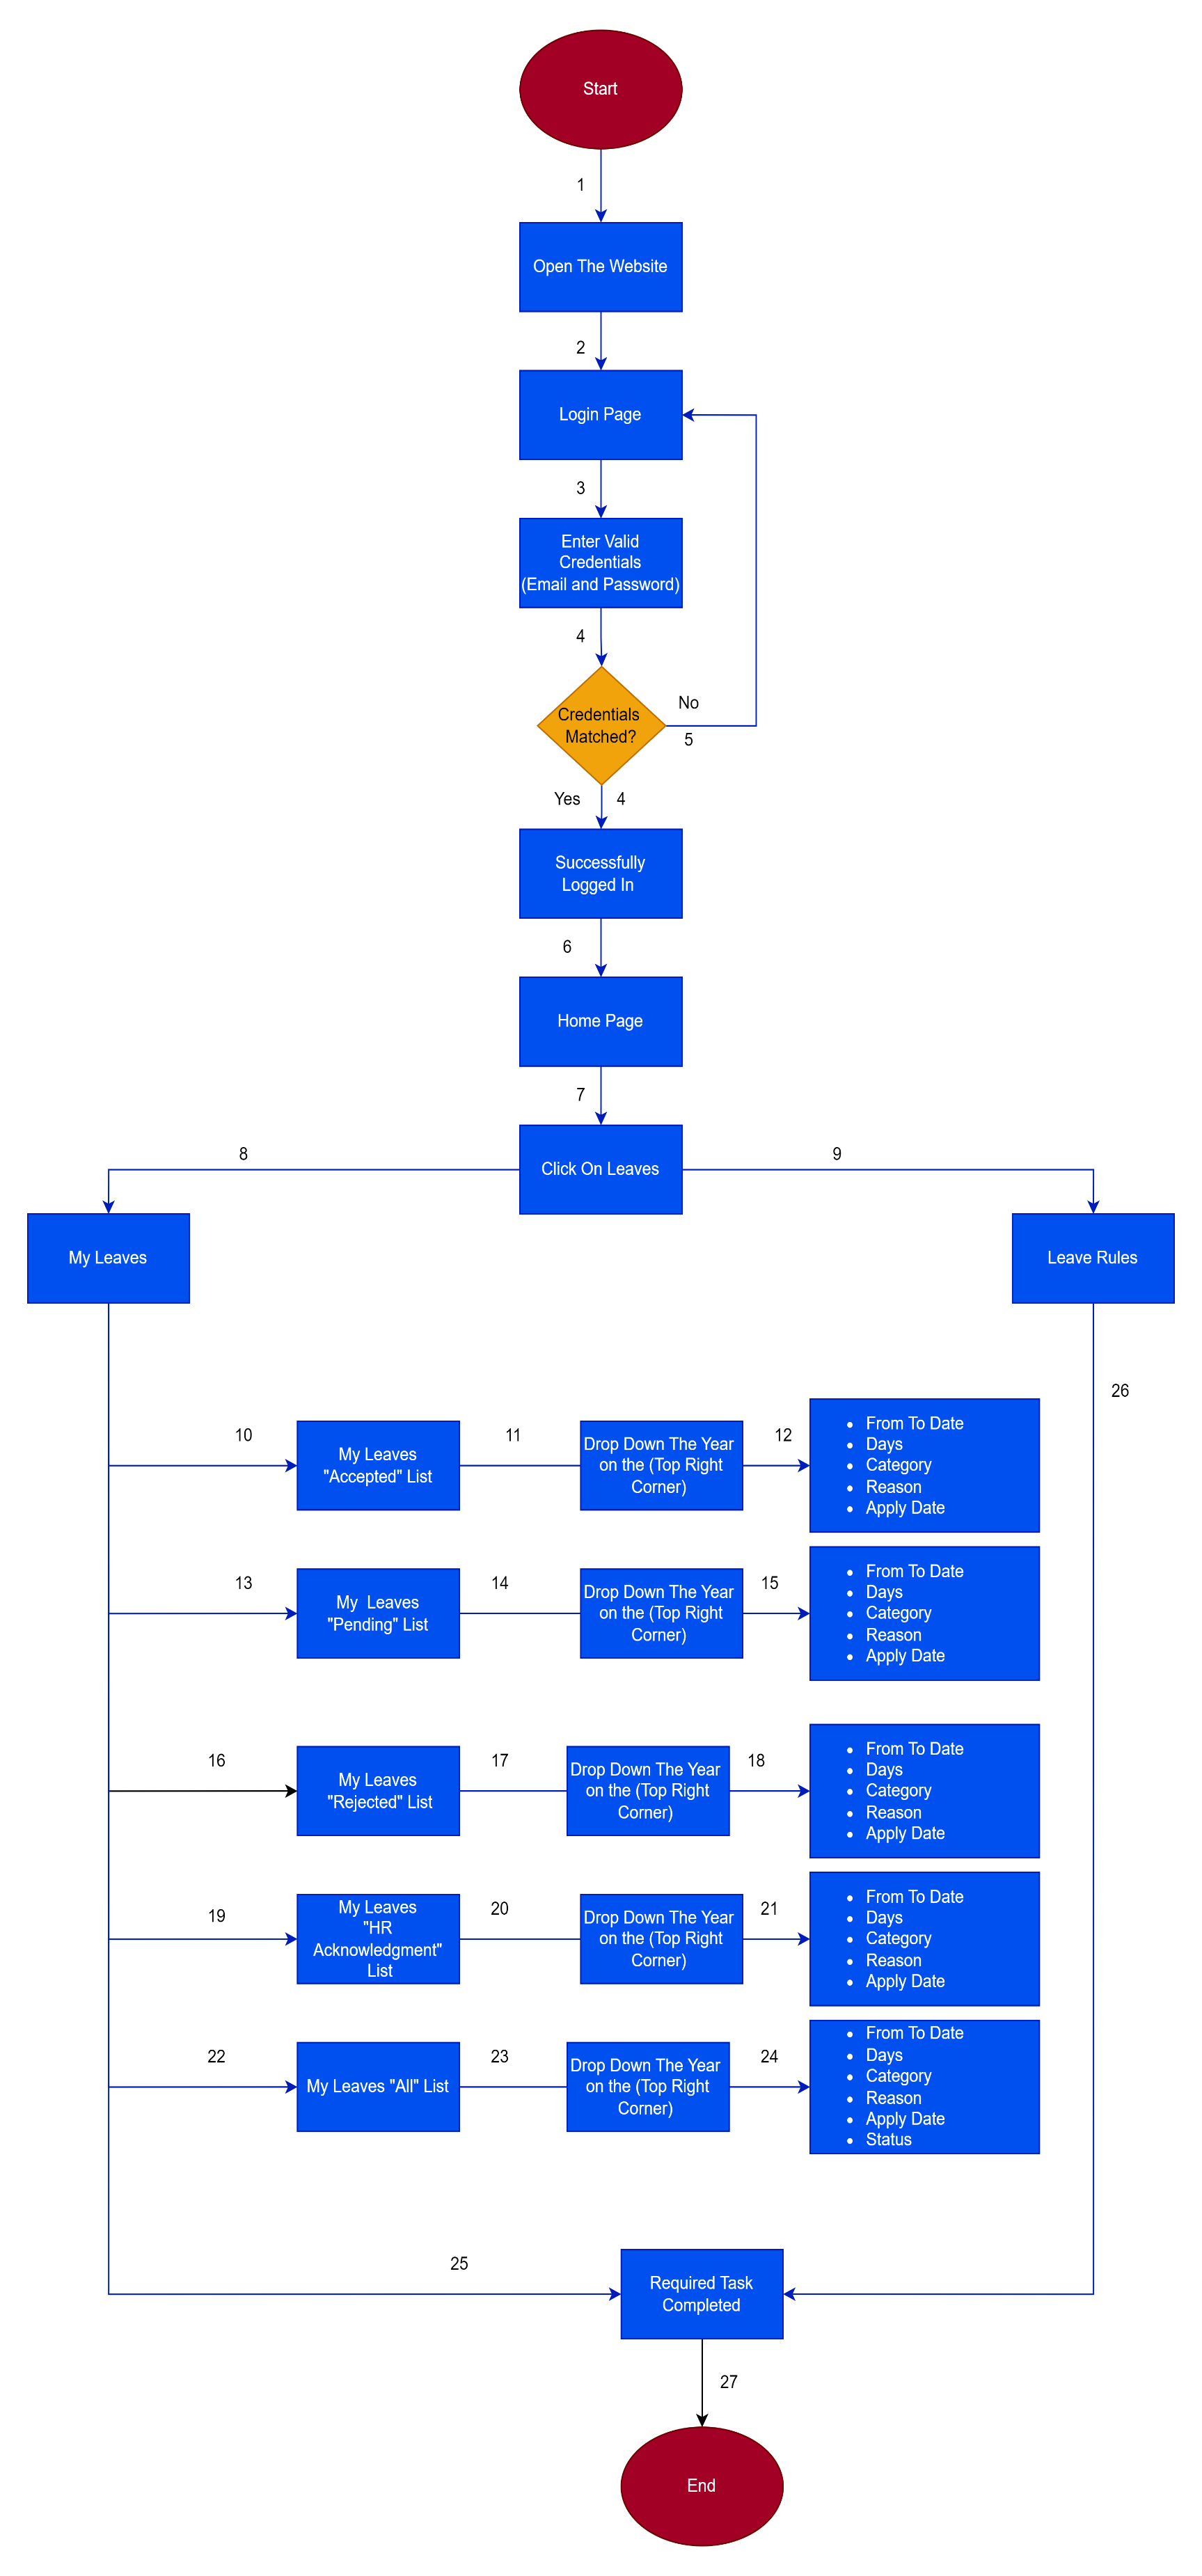 Start
1
Open The Website
2
Login Page
3
Enter Valid
Credentials
(Email and Password)
4
Credentials
Matched?
No
5
Yes
4
Successfully
Logged In
6
Home Page
7
Click On Leaves
8
9
My Leaves
Leave Rules
26
10
My Leaves
"Accepted" List
11
Drop Down The Year
on the (Top Right
Corner)
12
• From To Date
• Days
• Category
• Reason
• Apply Date
13
My  Leaves
"Pending" List
14
Drop Down The Year
on the (Top Right
Corner)
15
• From To Date
• Days
• Category
• Reason
• Apply Date
16
My Leaves
"Rejected" List
17
Drop Down The Year
on the (Top Right
Corner)
18
• From To Date
• Days
• Category
• Reason
• Apply Date
19
My Leaves
"HR
Acknowledgment"
List
20
Drop Down The Year
on the (Top Right
Corner)
21
• From To Date
• Days
• Category
• Reason
• Apply Date
22
My Leaves "All" List
23
Drop Down The Year
on the (Top Right
Corner)
24
• From To Date
• Days
• Category
• Reason
• Apply Date
• Status
25
Required Task
Completed
27
End